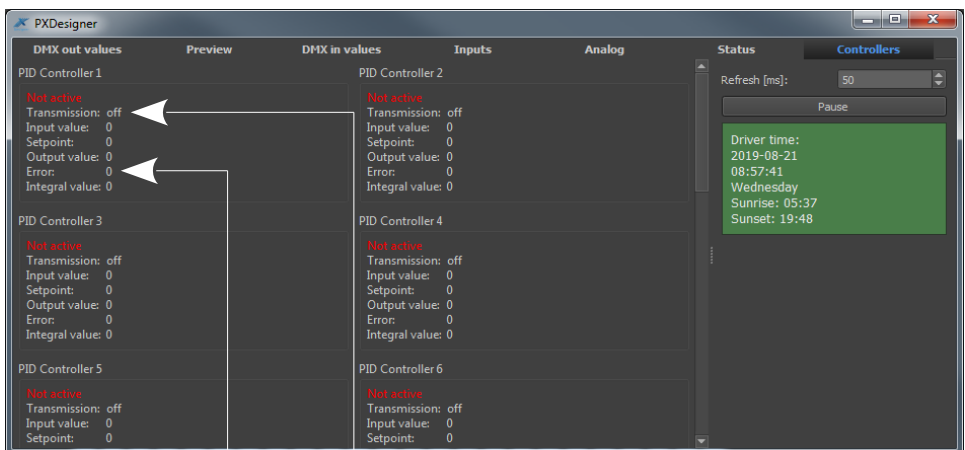 PXDesigner
DMX out values Preview DMX in values Inputs Analog Status Controllers
PID Controller 1
Not active
Transmission: off
Input value: 0
Setpoint: 0
Output value: 0
Error: 0
Integral value: 0
PID Controller 2
Not active
Transmission: off
Input value: 0
Setpoint: 0
Output value: 0
Error: 0
Integral value: 0
PID Controller 3
Not active
Transmission: off
Input value: 0
Setpoint: 0
Output value: 0
Error: 0
Integral value: 0
PID Controller 4
Not active
Transmission: off
Input value: 0
Setpoint: 0
Output value: 0
Error: 0
Integral value: 0
PID Controller 5
Not active
Transmission: off
Input value: 0
Setpoint: 0
PID Controller 6
Not active
Transmission: off
Input value: 0
Setpoint: 0
Refresh [ms]: 50
Pause
Driver time:
2019-08-21
08:57:41
Wednesday
Sunrise: 05:37
Sunset: 19:48